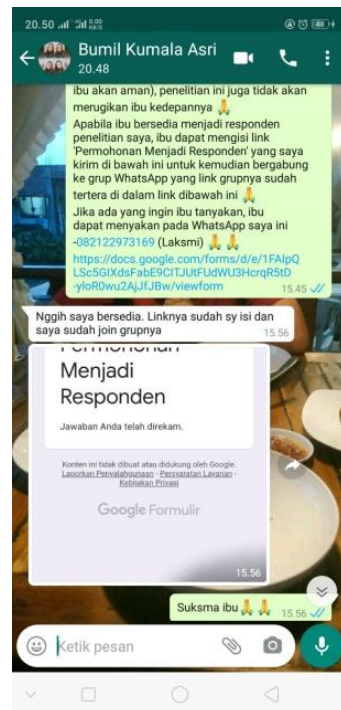 20.50
0.00
KB/s
48
Bumil Kumala Asri
20.48
ibu akan aman), penelitian ini juga tidak akan
merugikan ibu kedepannya 🙏
Apabila ibu bersedia menjadi responden
penelitian saya, ibu dapat mengisi link
'Permohonan Menjadi Responden' yang saya
kirim di bawah ini untuk kemudian bergabung
ke grup WhatsApp yang link grupnya sudah
tertera di dalam link dibawah ini 🙏
Jika ada yang ingin ibu tanyakan, ibu
dapat menyakan pada WhatsApp saya ini
-082122973169 (Laksmi) 🙏 🙏
https://docs.google.com/forms/d/e/1FAIpQ
LSc5GIXdsFabE9CITJUtFUdWU3HcrqR5tD
-yloR0wu2AjJfJBw/viewform
15.45
Nggih saya bersedia. Linknya sudah sy isi dan
saya sudah join grupnya
15.56
Permohonan
Menjadi
Responden
Jawaban Anda telah direkam.
Konten ini tidak dibuat atau didukung oleh Google.
Laporkan Penyalahgunaan - Persyaratan Layanan -
Kebijakan Privasi
Google Formulir
15.56
Suksma ibu 🙏 🙏
15.56
Ketik pesan